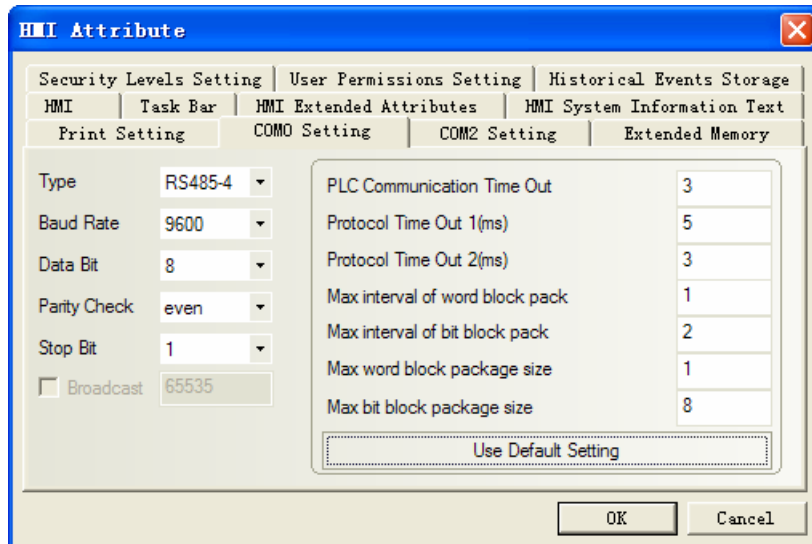 HMI Attribute
Security Levels Setting User Permissions Setting Historical Events Storage
HMI Task Bar HMI Extended Attributes HMI System Information Text
Print Setting COM0 Setting COM2 Setting Extended Memory
Type RS485-4
Baud Rate 9600
Data Bit 8
Parity Check even
Stop Bit 1
Broadcast 65535
PLC Communication Time Out 3
Protocol Time Out 1(ms) 5
Protocol Time Out 2(ms) 3
Max interval of word block pack 1
Max interval of bit block pack 2
Max word block package size 1
Max bit block package size 8
Use Default Setting
OK Cancel